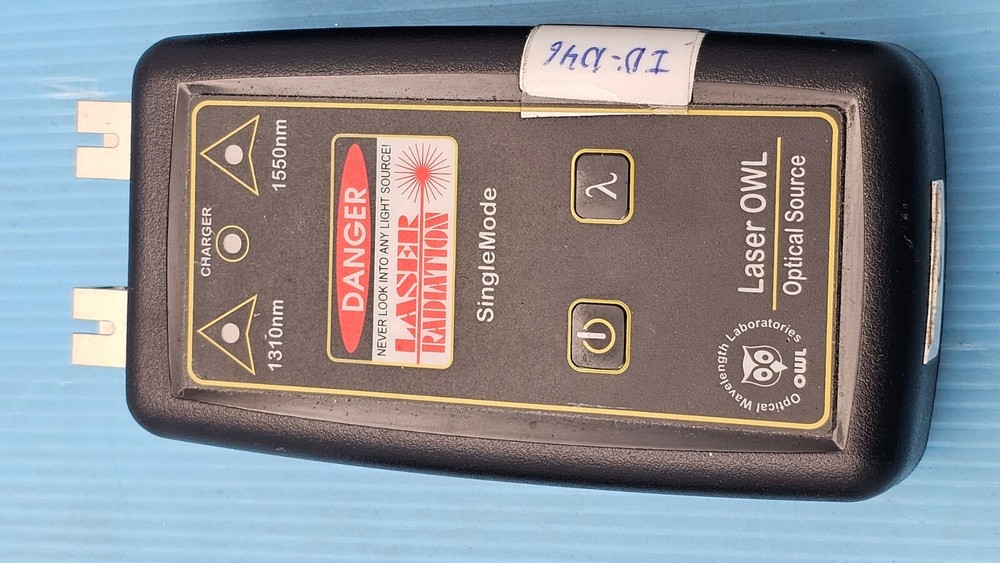 ID=D46
1310nm
CHARGER
1550nm
DANGER
NEVER LOOK INTO ANY LIGHT SOURCE!
LASER
RADIATION
SingleMode
λ
Laser OWL
Optical Source
Optical Wavelength Laboratories
OWL